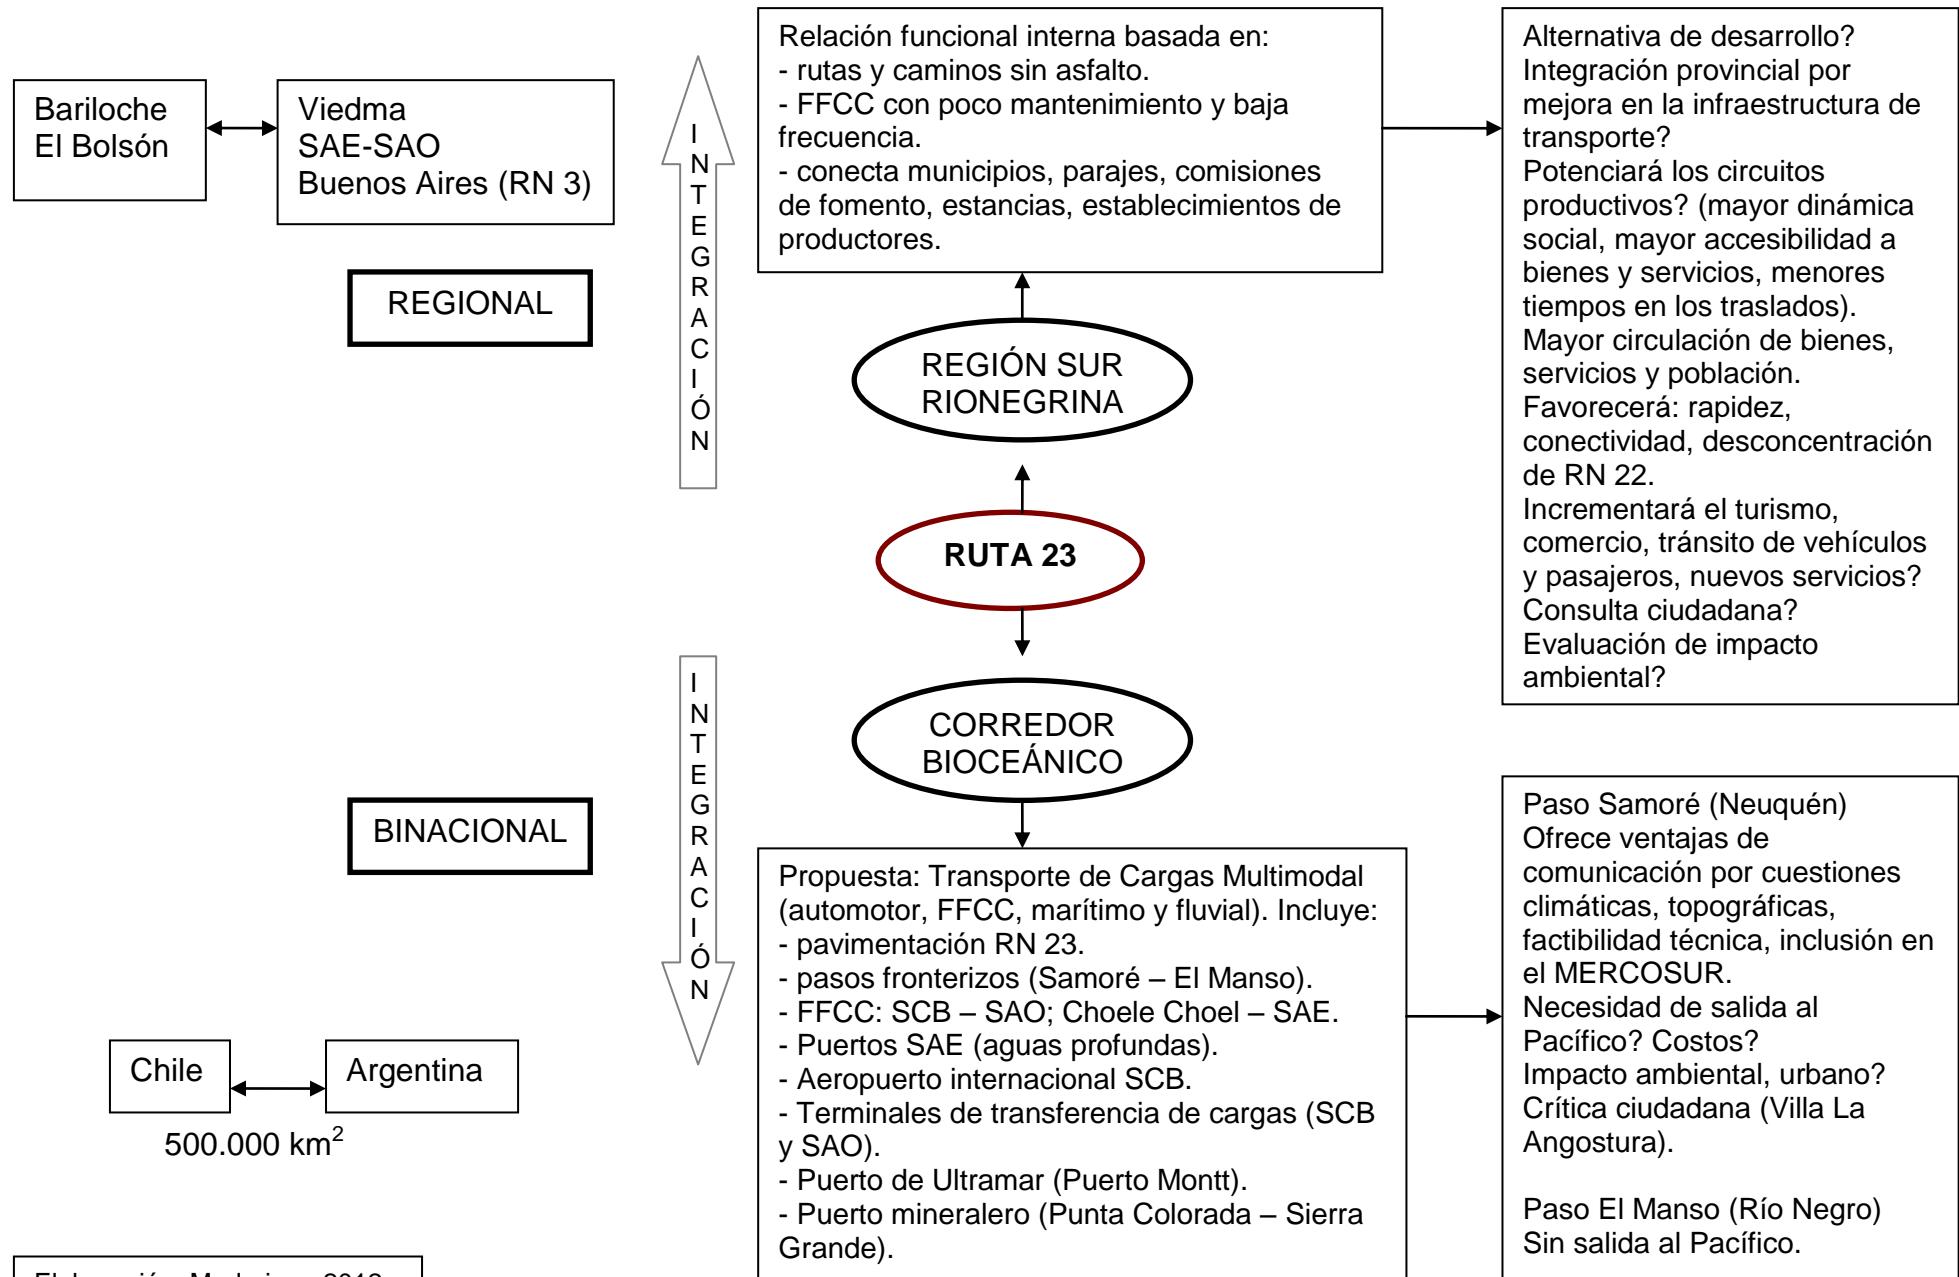 Bariloche
El Bolsón
Viedma
SAE-SAO
Buenos Aires (RN 3)
REGIONAL
I
N
T
E
G
R
A
C
I
Ó
N
Relación funcional interna basada en:
- rutas y caminos sin asfalto.
- FFCC con poco mantenimiento y baja
frecuencia.
- conecta municipios, parajes, comisiones
de fomento, estancias, establecimientos de
productores.
REGIÓN SUR
RIONEGRINA
Alternativa de desarrollo?
Integración provincial por
mejora en la infraestructura de
transporte?
Potenciará los circuitos
productivos? (mayor dinámica
social, mayor accesibilidad a
bienes y servicios, menores
tiempos en los traslados).
Mayor circulación de bienes,
servicios y población.
Favorecerá: rapidez,
conectividad, desconcentración
de RN 22.
Incrementará el turismo,
comercio, tránsito de vehículos
y pasajeros, nuevos servicios?
Consulta ciudadana?
Evaluación de impacto
ambiental?
RUTA 23
CORREDOR
BIOCEÁNICO
BINACIONAL
I
N
T
E
G
R
A
C
I
Ó
N
Chile
Argentina
500.000 km²
Propuesta: Transporte de Cargas Multimodal
(automotor, FFCC, marítimo y fluvial). Incluye:
- pavimentación RN 23.
- pasos fronterizos (Samoré – El Manso).
- FFCC: SCB – SAO; Choele Choel – SAE.
- Puertos SAE (aguas profundas).
- Aeropuerto internacional SCB.
- Terminales de transferencia de cargas (SCB
y SAO).
- Puerto de Ultramar (Puerto Montt).
- Puerto mineralero (Punta Colorada – Sierra
Grande).
Paso Samoré (Neuquén)
Ofrece ventajas de
comunicación por cuestiones
climáticas, topográficas,
factibilidad técnica, inclusión en
el MERCOSUR.
Necesidad de salida al
Pacífico? Costos?
Impacto ambiental, urbano?
Crítica ciudadana (Villa La
Angostura).
Paso El Manso (Río Negro)
Sin salida al Pacífico.